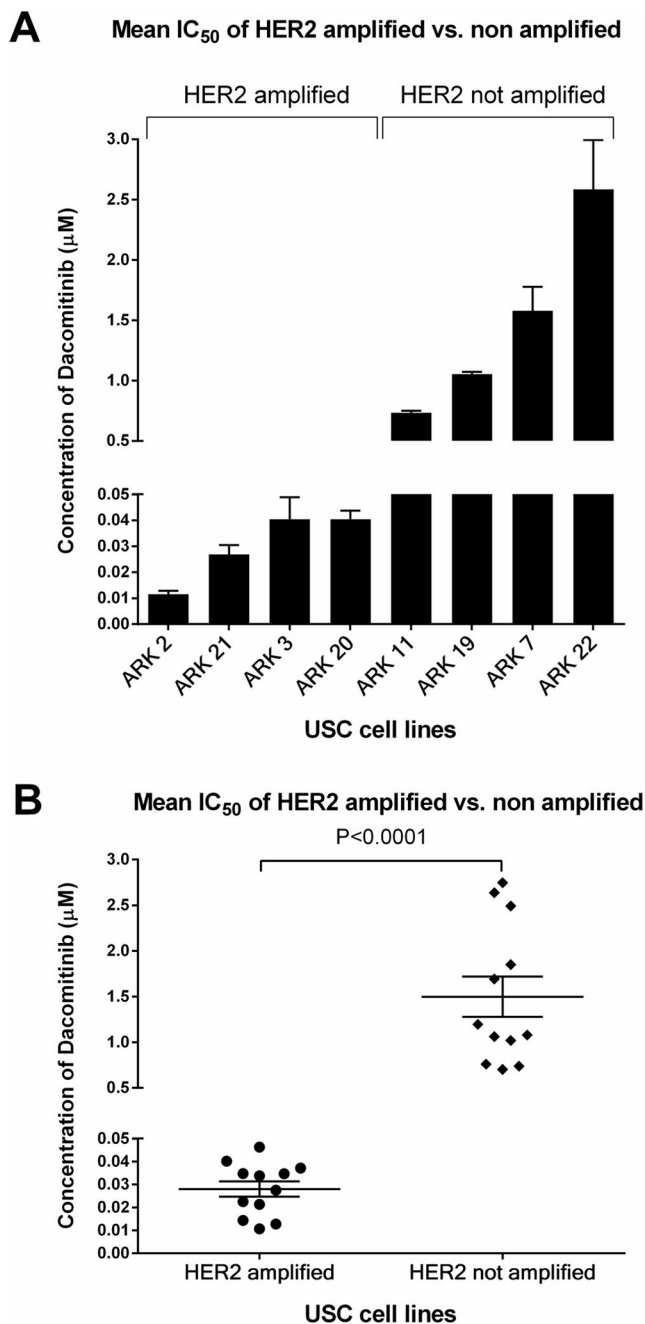 A
Mean IC50 of HER2 amplified vs. non amplified
HER2 amplified
HER2 not amplified
Concentration of Dacomitinib (μM)
3.0
2.5
2.0
1.5
1.0
0.5
0.05
0.04
0.03
0.02
0.01
0.00
ARK 2
ARK 21
ARK 3
ARK 20
ARK 11
ARK 19
ARK 7
ARK 22
USC cell lines
B
Mean IC50 of HER2 amplified vs. non amplified
P<0.0001
Concentration of Dacomitinib (μM)
3.0
2.5
2.0
1.5
1.0
0.5
0.05
0.04
0.03
0.02
0.01
0.00
HER2 amplified
HER2 not amplified
USC cell lines